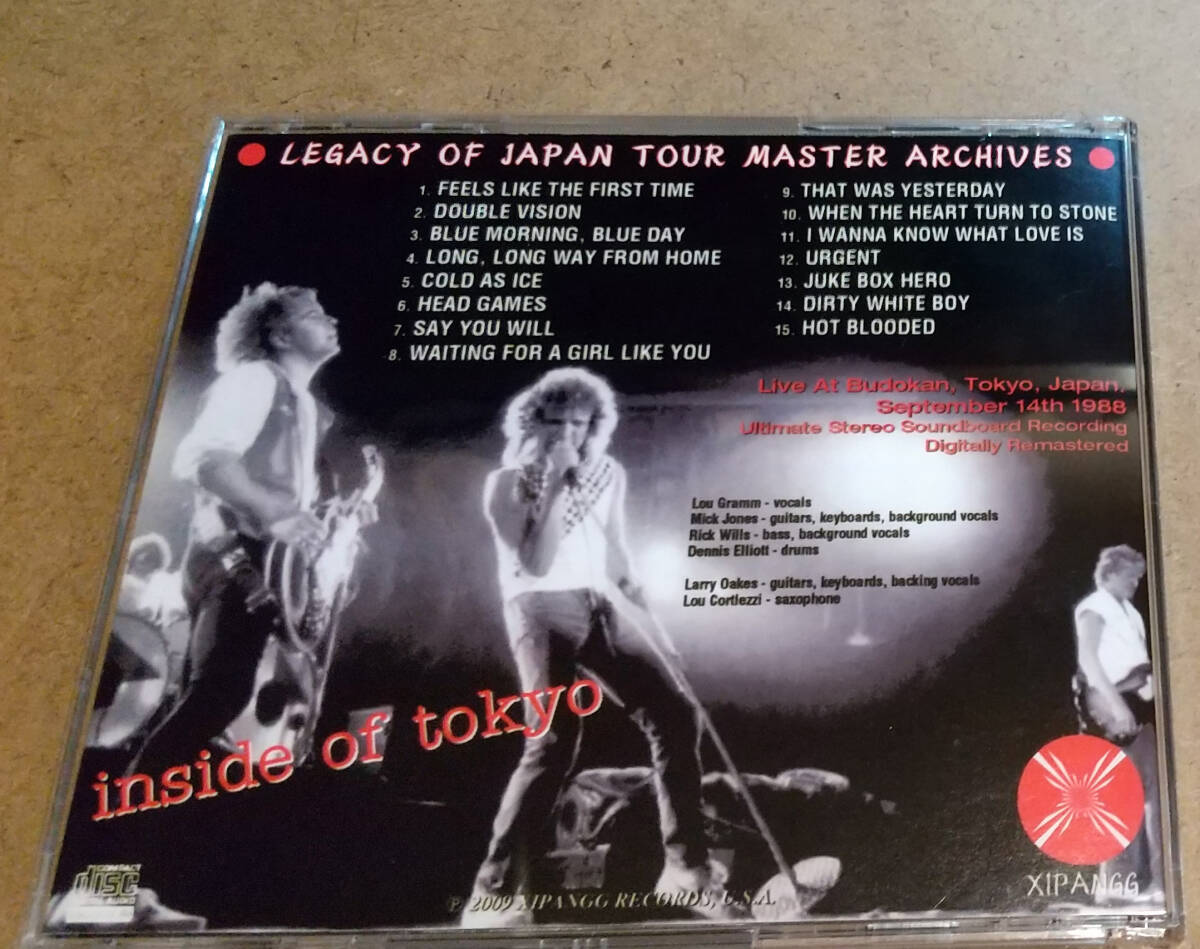 LEGACY OF JAPAN TOUR MASTER ARCHIVES
1. FEELS LIKE THE FIRST TIME
2. DOUBLE VISION
3. BLUE MORNING, BLUE DAY
4. LONG, LONG WAY FROM HOME
5. COLD AS ICE
6. HEAD GAMES
7. SAY YOU WILL
8. WAITING FOR A GIRL LIKE YOU
9. THAT WAS YESTERDAY
10. WHEN THE HEART TURN TO STONE
11. I WANNA KNOW WHAT LOVE IS
12. URGENT
13. JUKE BOX HERO
14. DIRTY WHITE BOY
15. HOT BLOODED
Live At Budokan, Tokyo, Japan,
September 14th 1988
Ultimate Stereo Soundboard Recording
Digitally Remastered
Lou Gramm - vocals
Mick Jones - guitars, keyboards, background vocals
Rick Wills - bass, background vocals
Dennis Elliott - drums
Larry Oakes - guitars, keyboards, backing vocals
Lou Cortlezzi - saxophone
inside of tokyo
COMPACT
disc
DIGITAL AUDIO
℗ 2009 XIPANGG RECORDS, U.S.A.
XIPANGG